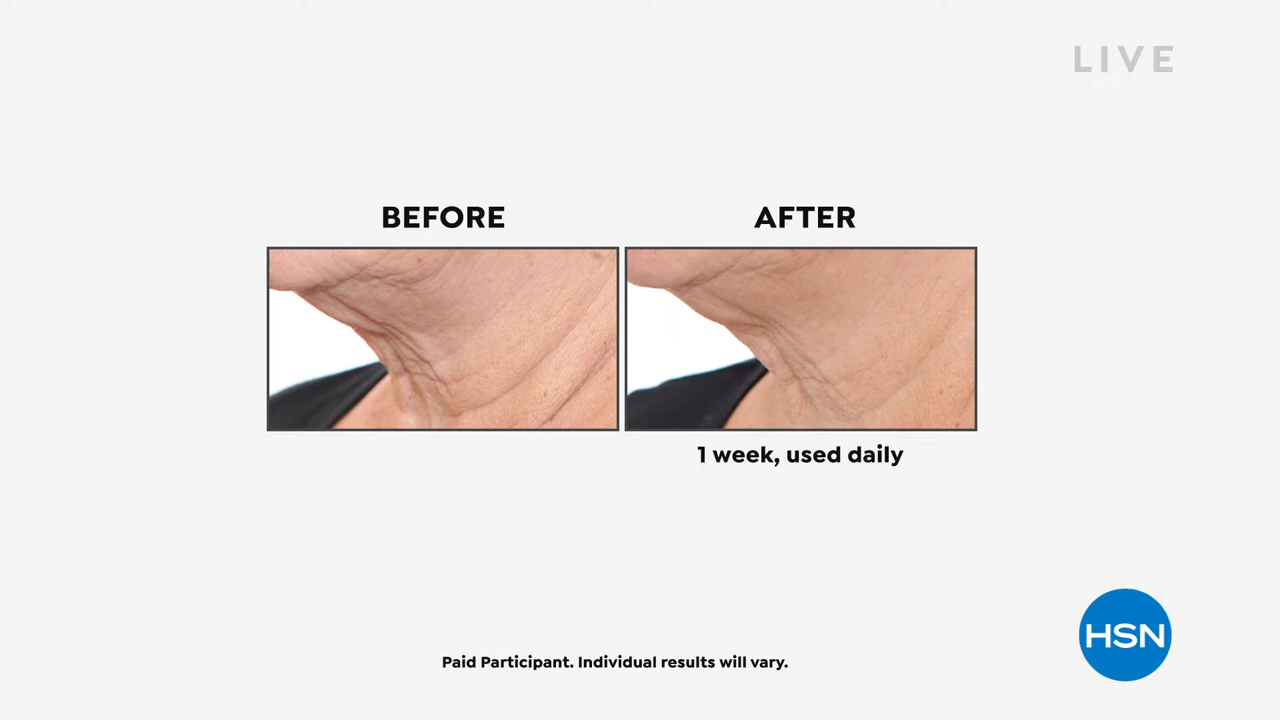 LIVE
BEFORE
AFTER
1 week, used daily
HSN
Paid Participant. Individual results will vary.